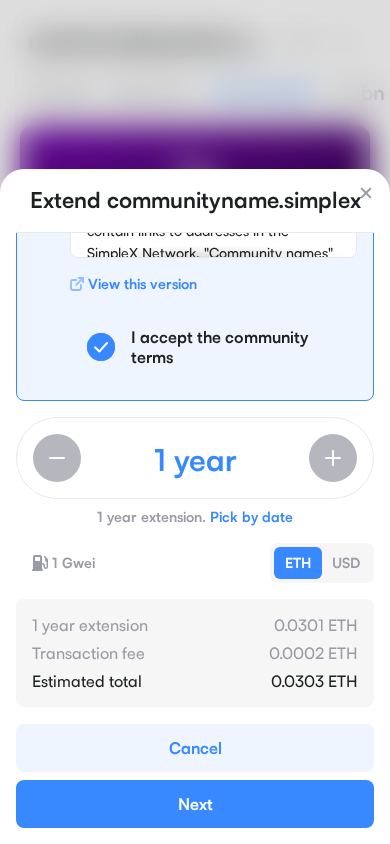 Extend communityname.simplex
contain links to addresses in the
SimpleX Network. "Community names"
View this version
I accept the community
terms
1 year
1 year extension. Pick by date
1 Gwei
ETH USD
1 year extension 0.0301 ETH
Transaction fee 0.0002 ETH
Estimated total 0.0303 ETH
Cancel
Next